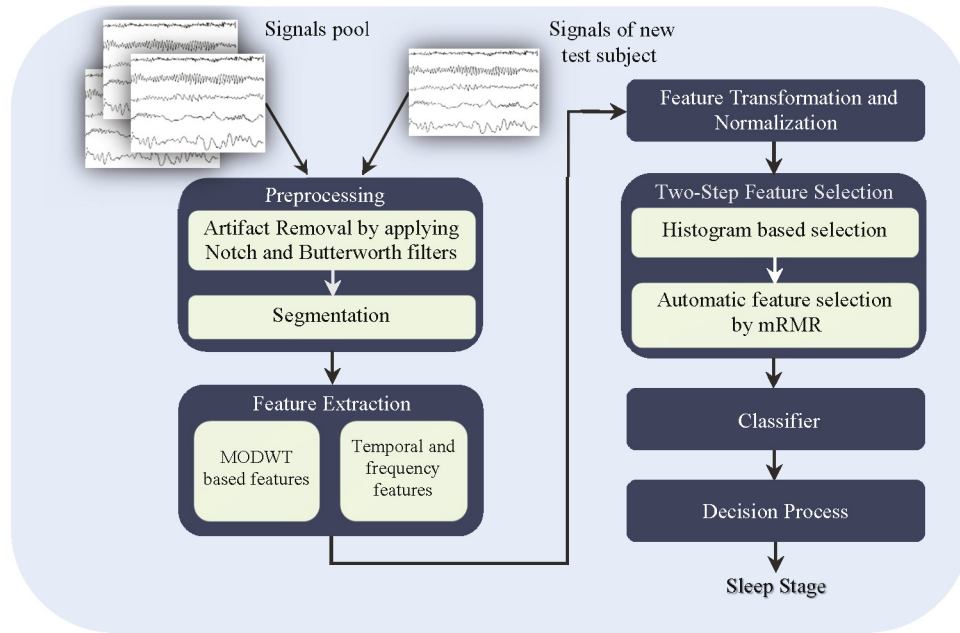 Signals pool
Signals of new
test subject
Preprocessing
Artifact Removal by applying
Notch and Butterworth filters
Segmentation
Feature Extraction
MODWT
based features
Temporal and
frequency
features
Feature Transformation and
Normalization
Two-Step Feature Selection
Histogram based selection
Automatic feature selection
by mRMR
Classifier
Decision Process
Sleep Stage